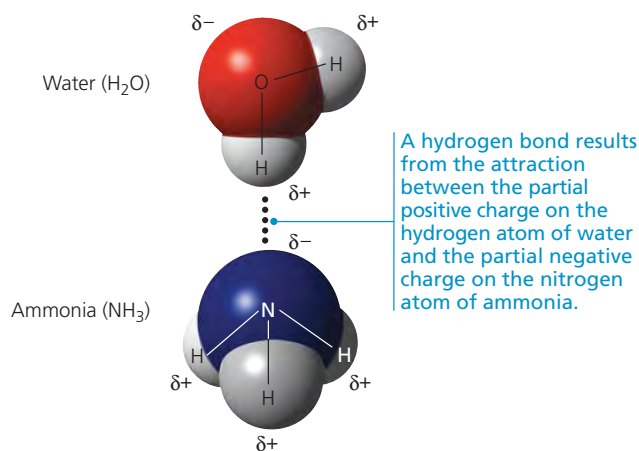 δ− δ+
Water (H₂O)
O H
H
δ+
A hydrogen bond results
from the attraction
between the partial
positive charge on the
hydrogen atom of water
and the partial negative
charge on the nitrogen
atom of ammonia.
δ−
Ammonia (NH₃)
N
H H
δ+ H δ+
δ+